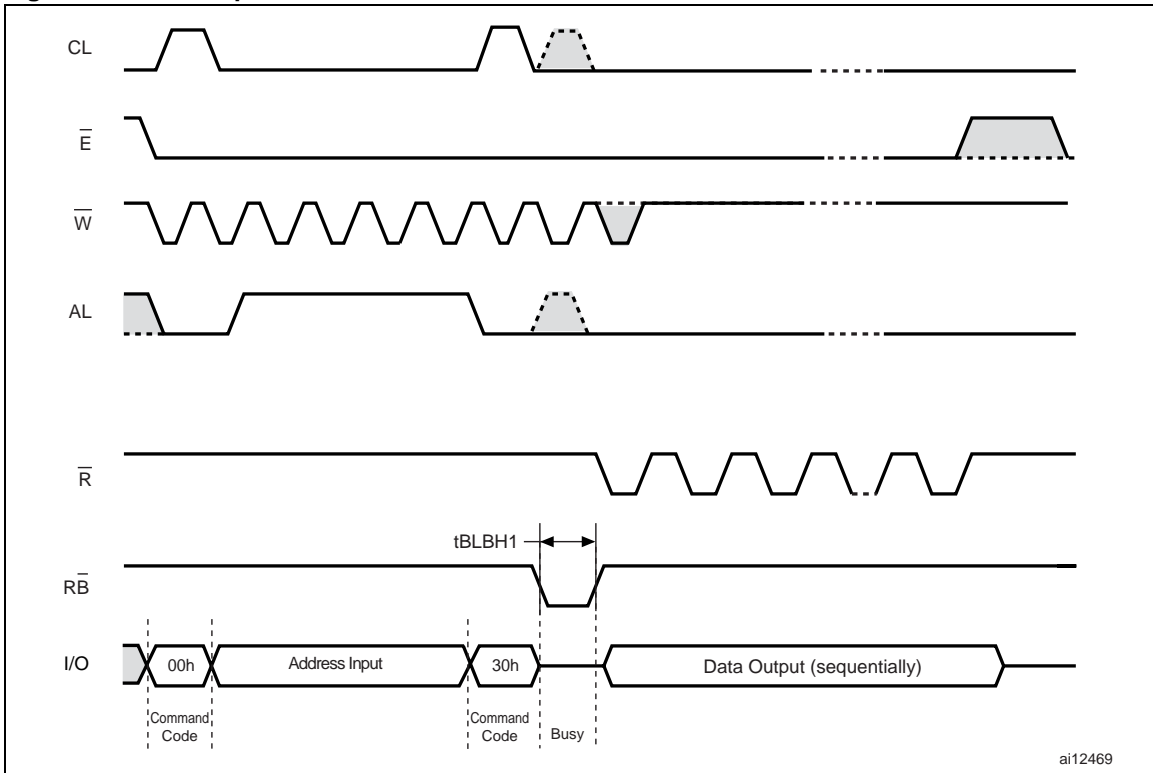 CL
E
W
AL
R
tBLBH1
RB
I/O
00h
Address Input
30h
Data Output (sequentially)
Command
Code
Command
Code
Busy
ai12469